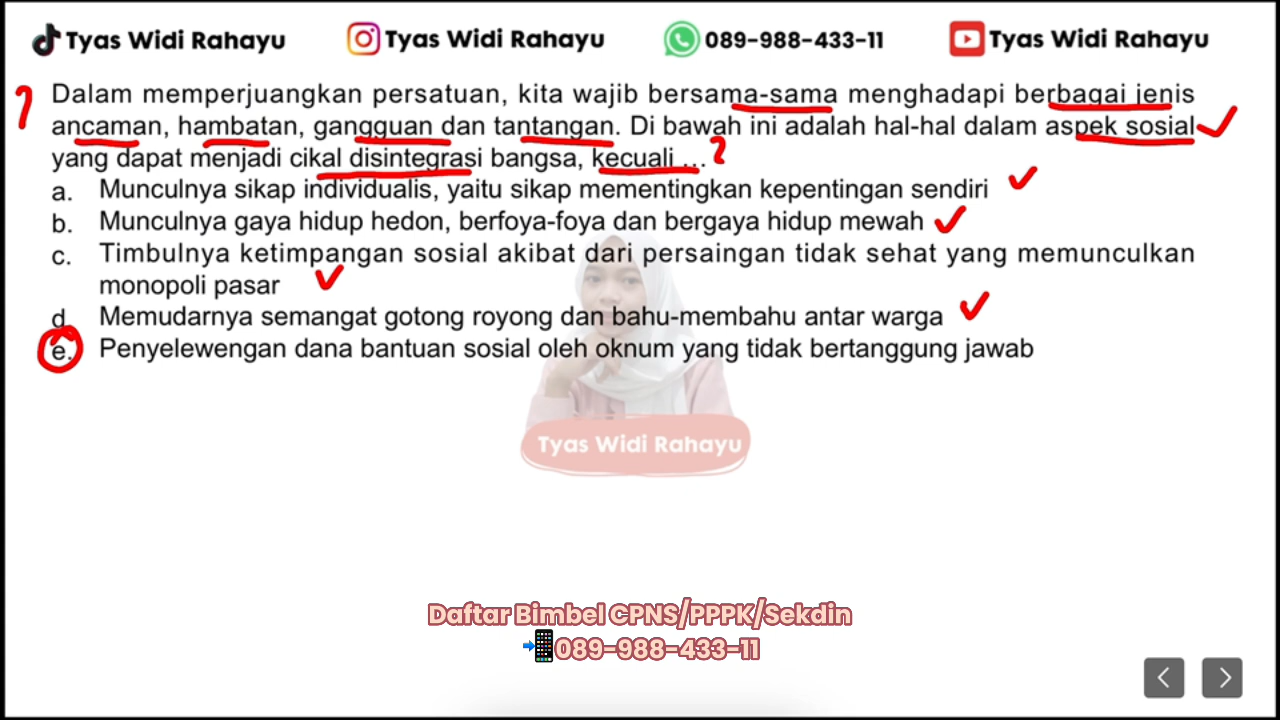 Tyas Widi Rahayu Tyas Widi Rahayu 089-988-433-11 Tyas Widi Rahayu
Dalam memperjuangkan persatuan, kita wajib bersama-sama menghadapi berbagai jenis
ancaman, hambatan, gangguan dan tantangan. Di bawah ini adalah hal-hal dalam aspek sosial
yang dapat menjadi cikal disintegrasi bangsa, kecuali ... ?
a. Munculnya sikap individualis, yaitu sikap mementingkan kepentingan sendiri
b. Munculnya gaya hidup hedon, berfoya-foya dan bergaya hidup mewah
c. Timbulnya ketimpangan sosial akibat dari persaingan tidak sehat yang memunculkan
monopoli pasar
d. Memudarnya semangat gotong royong dan bahu-membahu antar warga
e. Penyelewengan dana bantuan sosial oleh oknum yang tidak bertanggung jawab
Tyas Widi Rahayu
Daftar Bimbel CPNS/PPPK/Sekdin
089-988-433-11